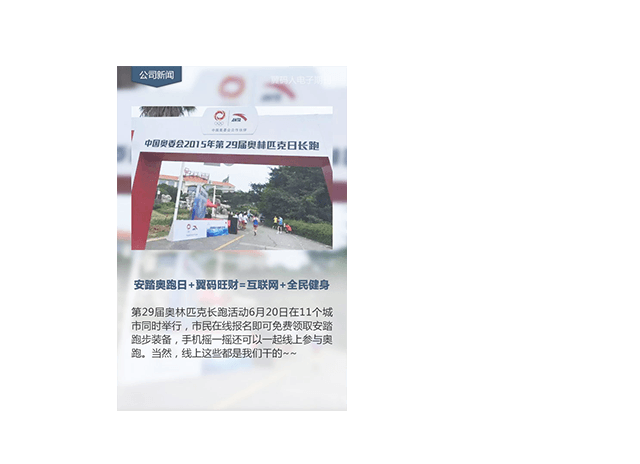 公司新闻
中国奥委会2015年第29届奥林匹克日长跑
安踏奥跑日+翼码旺财=互联网+全民健身
第29届奥林匹克长跑活动6月20日在11个城
市同时举行，市民在线报名即可免费领取安踏
跑步装备，手机摇一摇还可以一起线上参与奥
跑。当然，线上这些都是我们干的~~